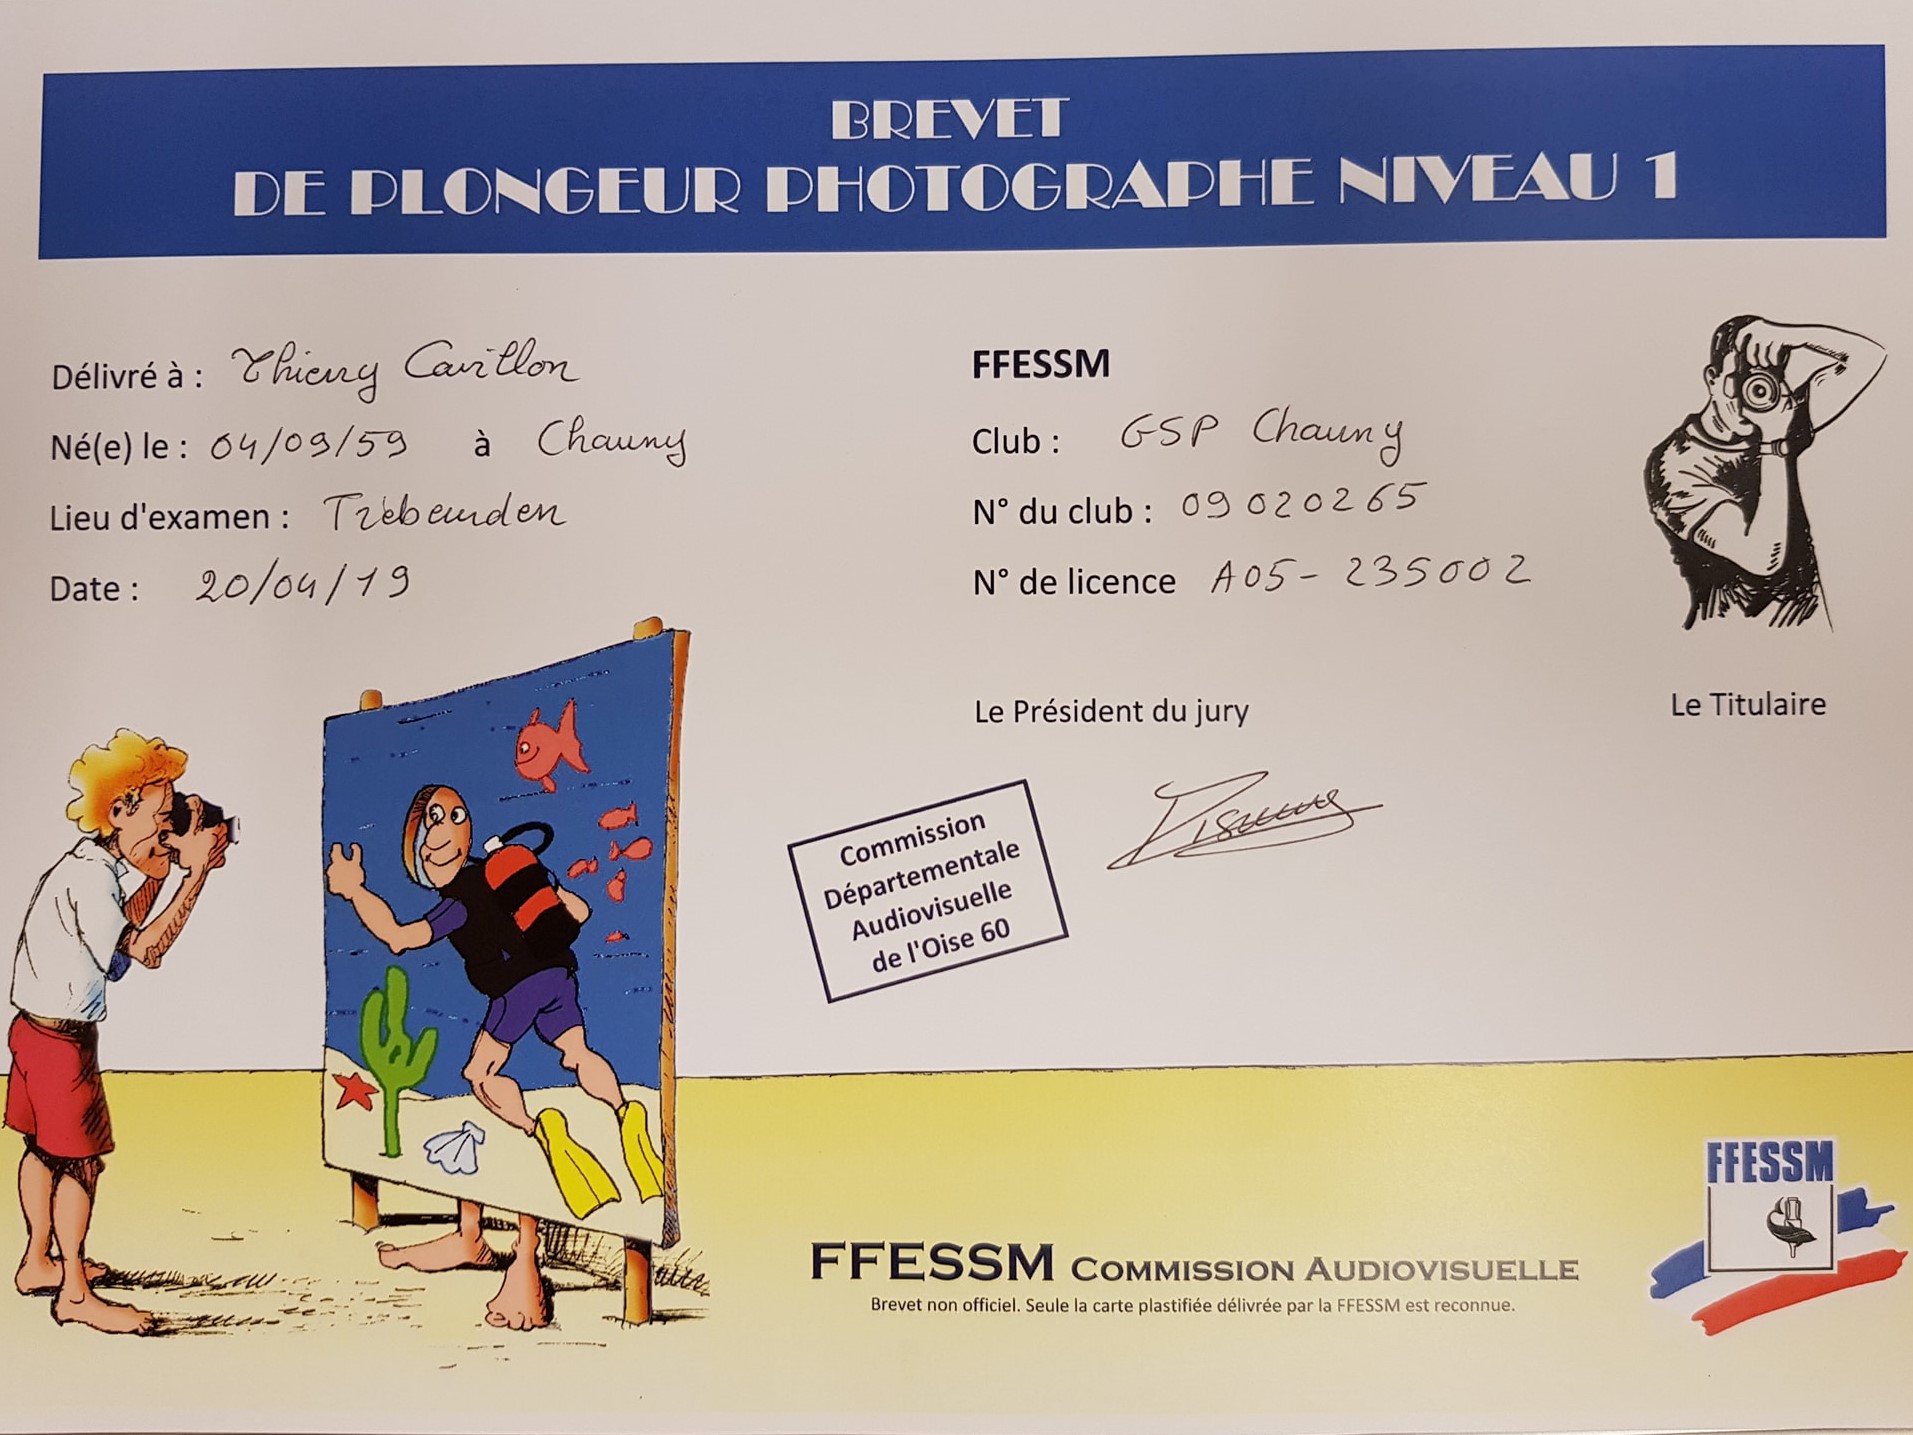 BREVET
DE PLONGEUR PHOTOGRAPHE NIVEAU 1
Délivré à : Thierry Cavillon
Né(e) le : 04/09/59 à Chauny
Lieu d'examen : Trébeurden
Date : 20/04/19
FFESSM
Club : GSP Chauny
N° du club : 09020265
N° de licence A05-235002
Le Président du jury
Le Titulaire
Commission
Départementale
Audiovisuelle
de l'Oise 60
FFESSM
FFESSM COMMISSION AUDIOVISUELLE
Brevet non officiel. Seule la carte plastifiée délivrée par la FFESSM est reconnue.